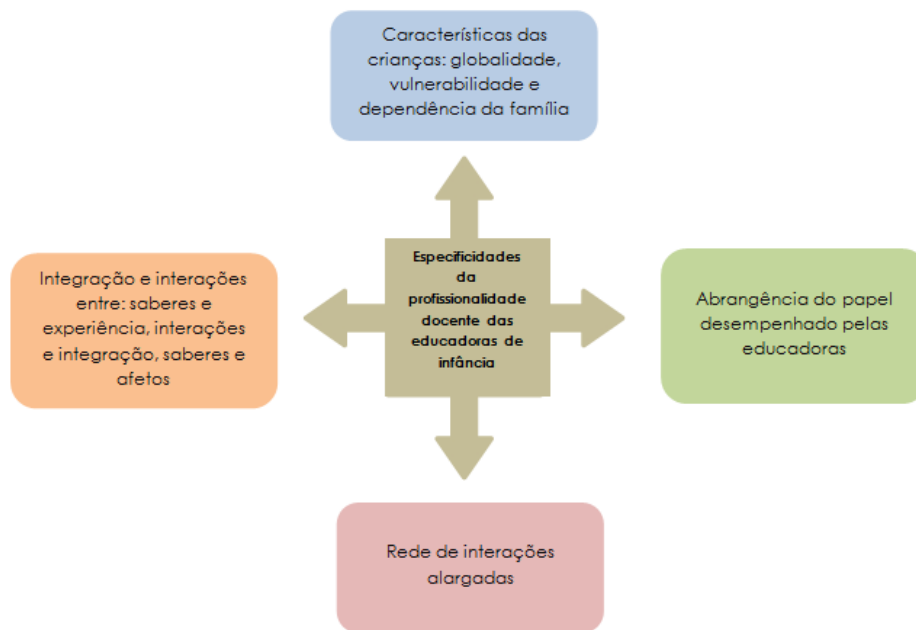 Características das
crianças: globalidade,
vulnerabilidade e
dependência da família
Especificidades
da
profissionalidade
docente das
educadoras de
infância
Integração e interações
entre: saberes e
experiência, interações
e integração, saberes e
afetos
Abrangência do papel
desempenhado pelas
educadoras
Rede de interações
alargadas